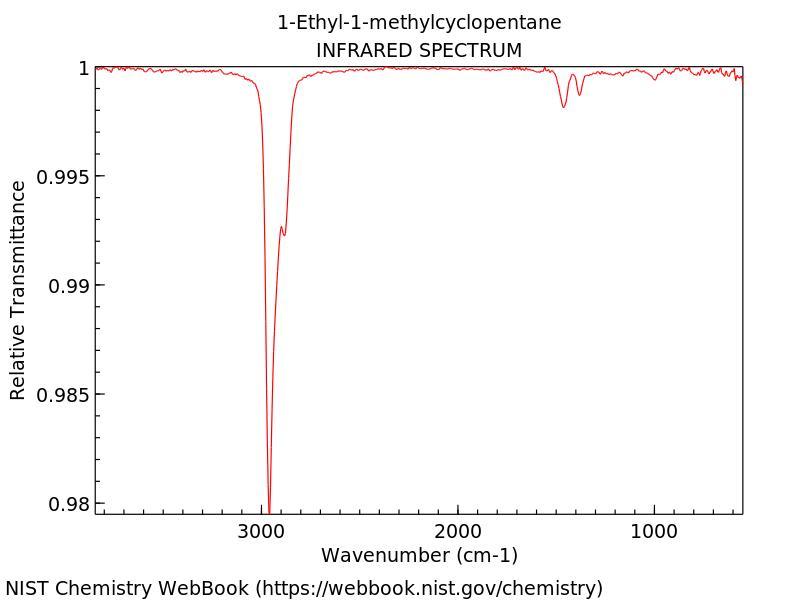 1-Ethyl-1-methylcyclopentane
INFRARED SPECTRUM
1
0.995
0.99
0.985
0.98
Relative Transmittance
3000 2000 1000
Wavenumber (cm-1)
NIST Chemistry WebBook (https://webbook.nist.gov/chemistry)